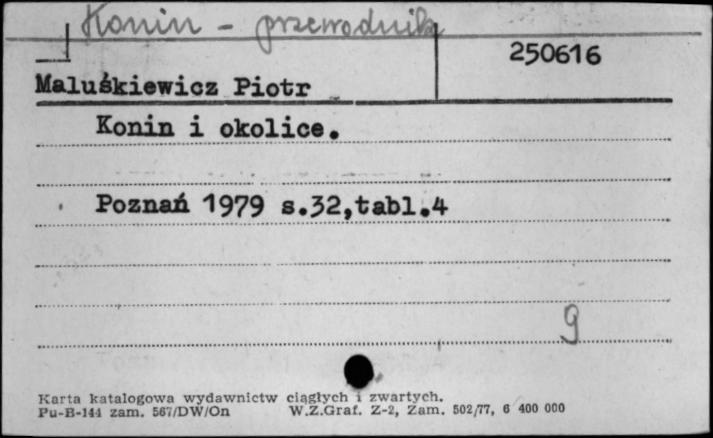 Konin - przewodnik
250616
Maluśkiewicz Piotr
Konin i okolice.
Poznań 1979 s.32,tabl.4
9
Karta katalogowa wydawnictw ciągłych i zwartych.
Pu-B-144 zam. 567/DW/On W.Z.Graf. Z-2, Zam. 502/77, 6 400 000